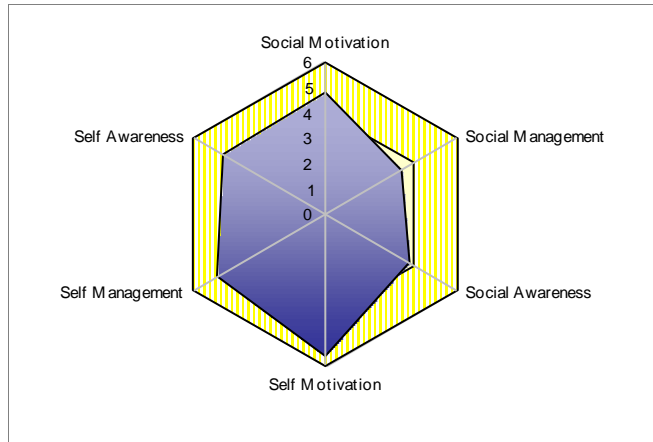 Social Motivation
6
5
4
3
2
1
0
Self Awareness
Social Management
Self Management
Social Awareness
Self Motivation